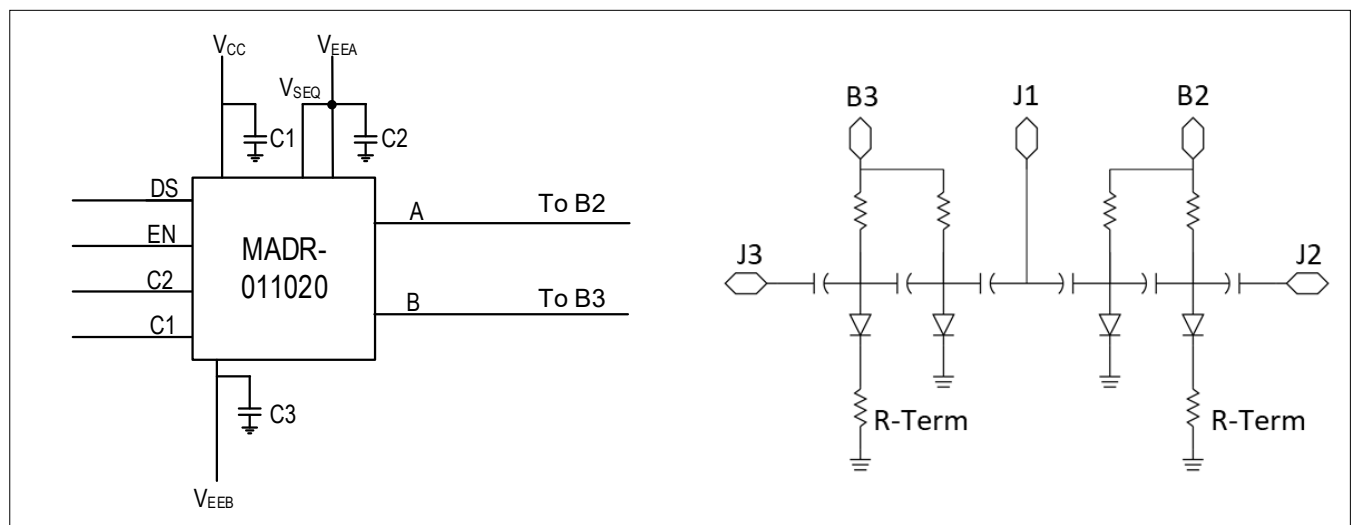 VCC
VEEA
VSEQ
C1
C2
DS
EN
C2
C1
MADR-
011020
A
To B2
B
To B3
C3
VEEB
B3
J1
B2
J3
J2
R-Term
R-Term